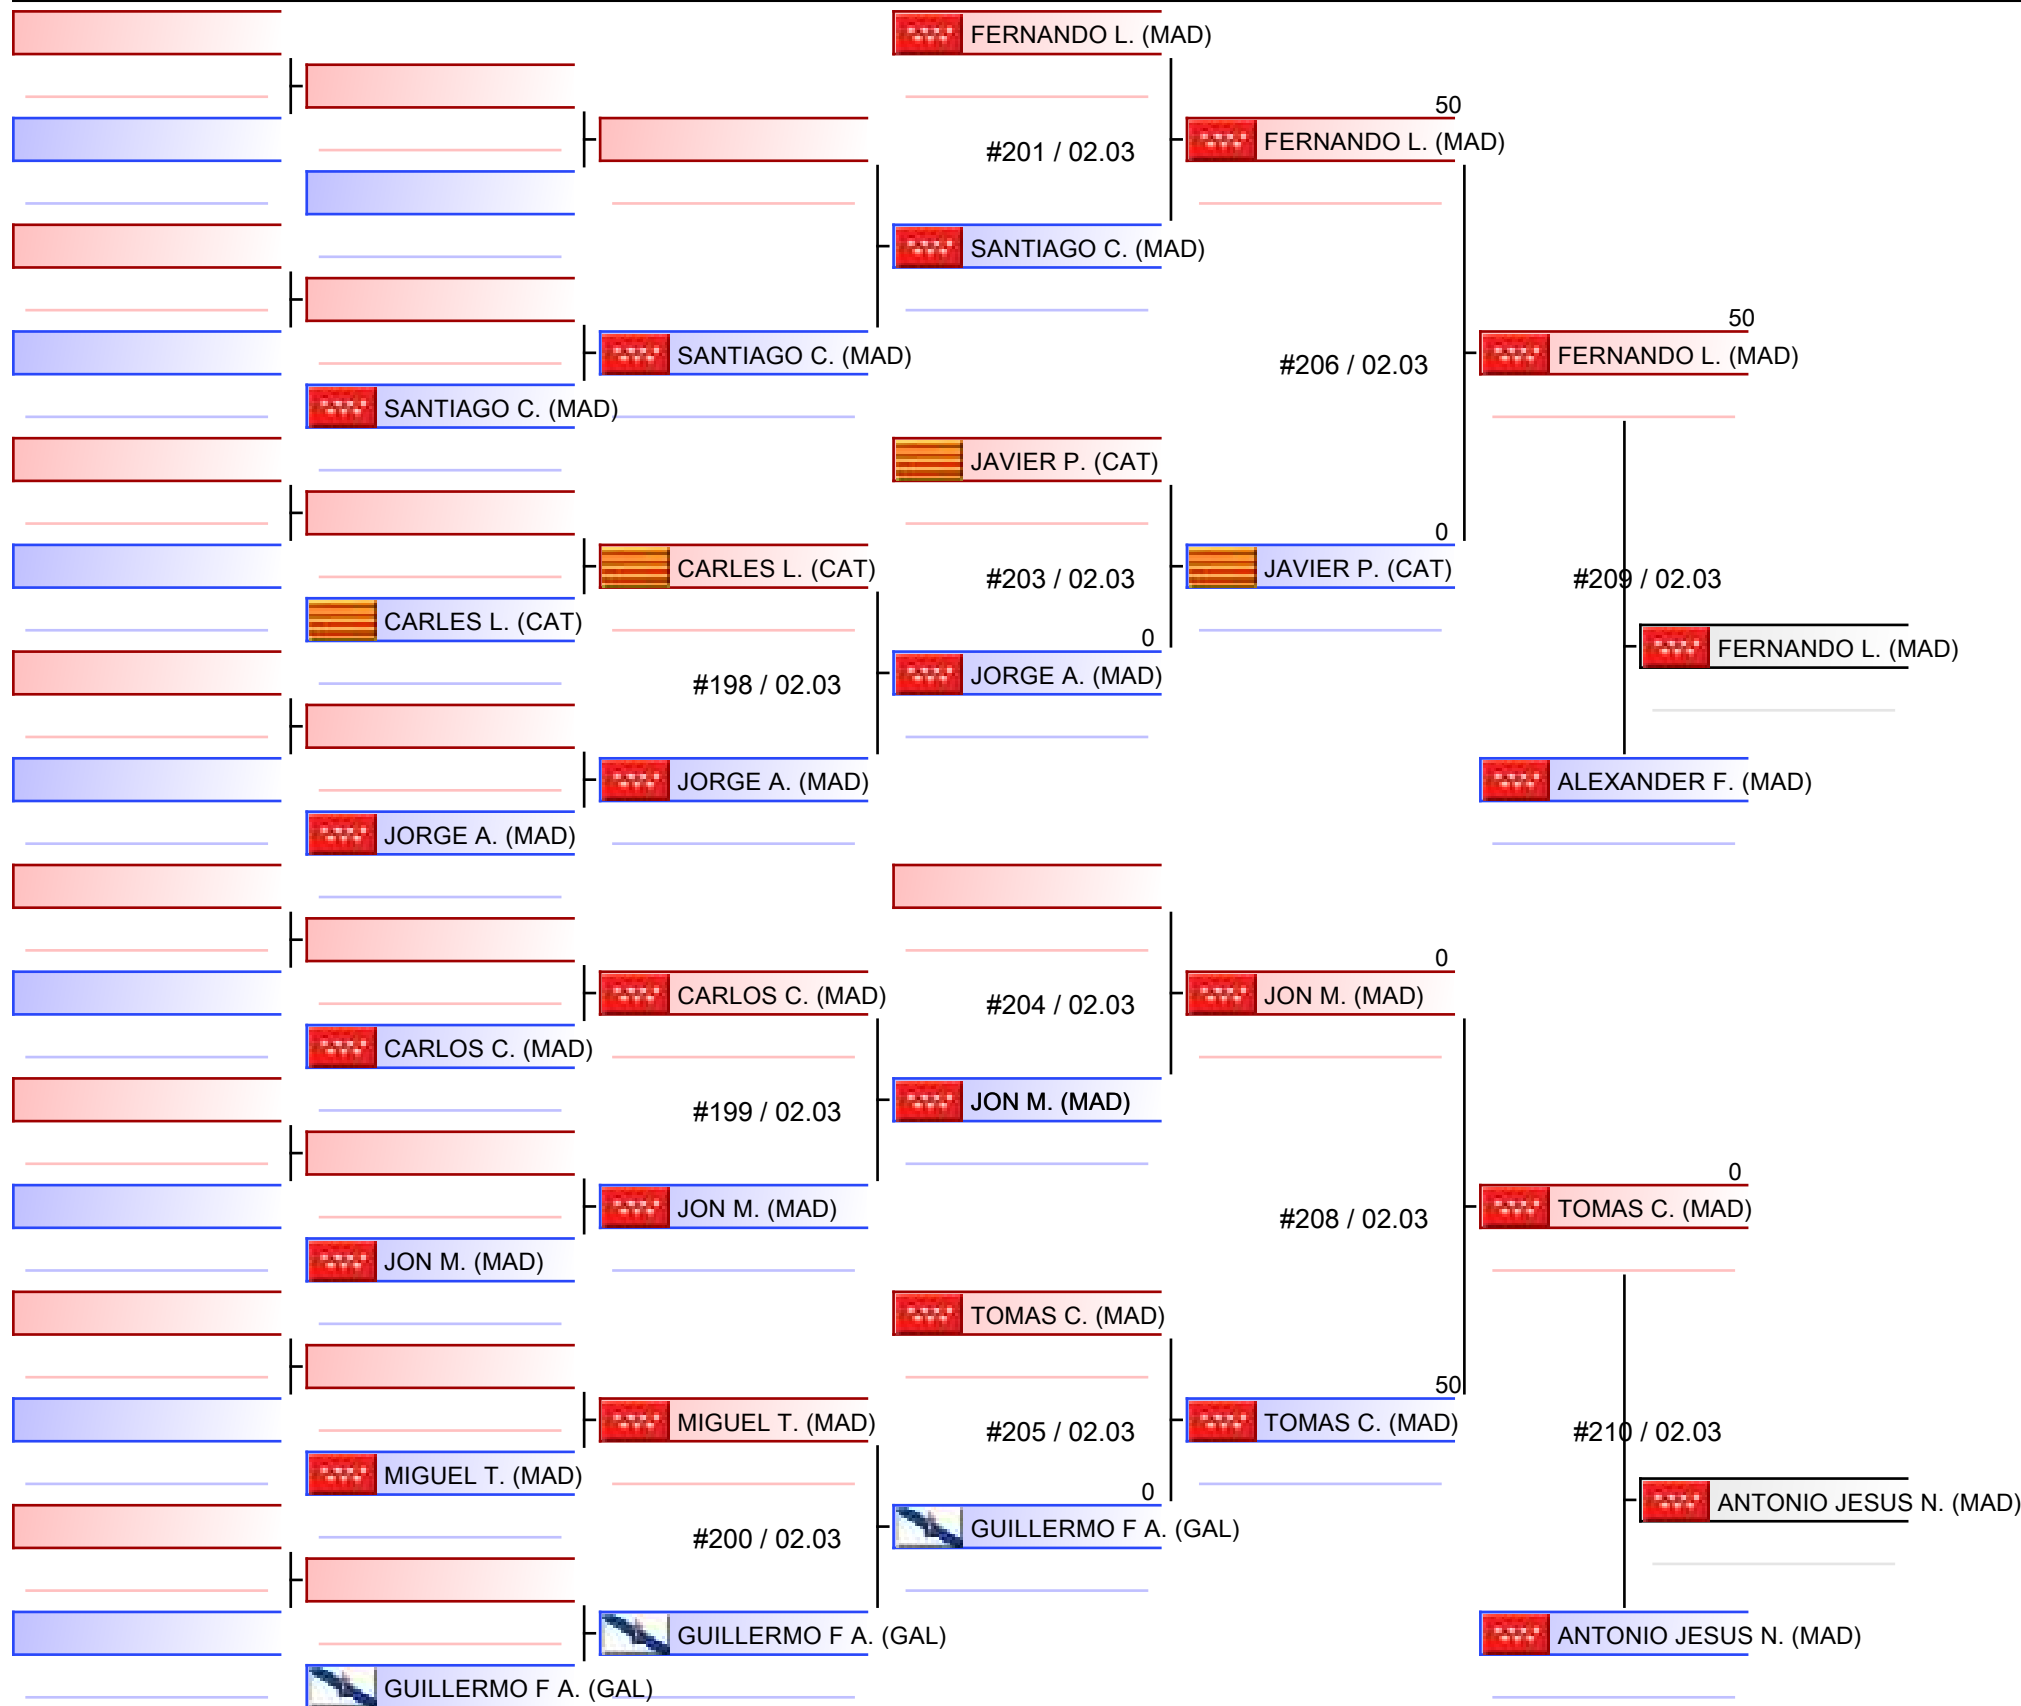 FERNANDO L. (MAD)
50
#201 / 02.03
FERNANDO L. (MAD)
SANTIAGO C. (MAD)
50
SANTIAGO C. (MAD)
#206 / 02.03
FERNANDO L. (MAD)
SANTIAGO C. (MAD)
JAVIER P. (CAT)
0
CARLES L. (CAT)
#203 / 02.03
JAVIER P. (CAT)
#209 / 02.03
CARLES L. (CAT)
0
FERNANDO L. (MAD)
#198 / 02.03
JORGE A. (MAD)
JORGE A. (MAD)
ALEXANDER F. (MAD)
JORGE A. (MAD)
0
CARLOS C. (MAD)
#204 / 02.03
JON M. (MAD)
CARLOS C. (MAD)
#199 / 02.03
JON M. (MAD)
0
JON M. (MAD)
#208 / 02.03
TOMAS C. (MAD)
JON M. (MAD)
TOMAS C. (MAD)
50
MIGUEL T. (MAD)
#205 / 02.03
TOMAS C. (MAD)
#210 / 02.03
MIGUEL T. (MAD)
0
ANTONIO JESUS N. (MAD)
#200 / 02.03
GUILLERMO F A. (GAL)
GUILLERMO F A. (GAL)
ANTONIO JESUS N. (MAD)
GUILLERMO F A. (GAL)